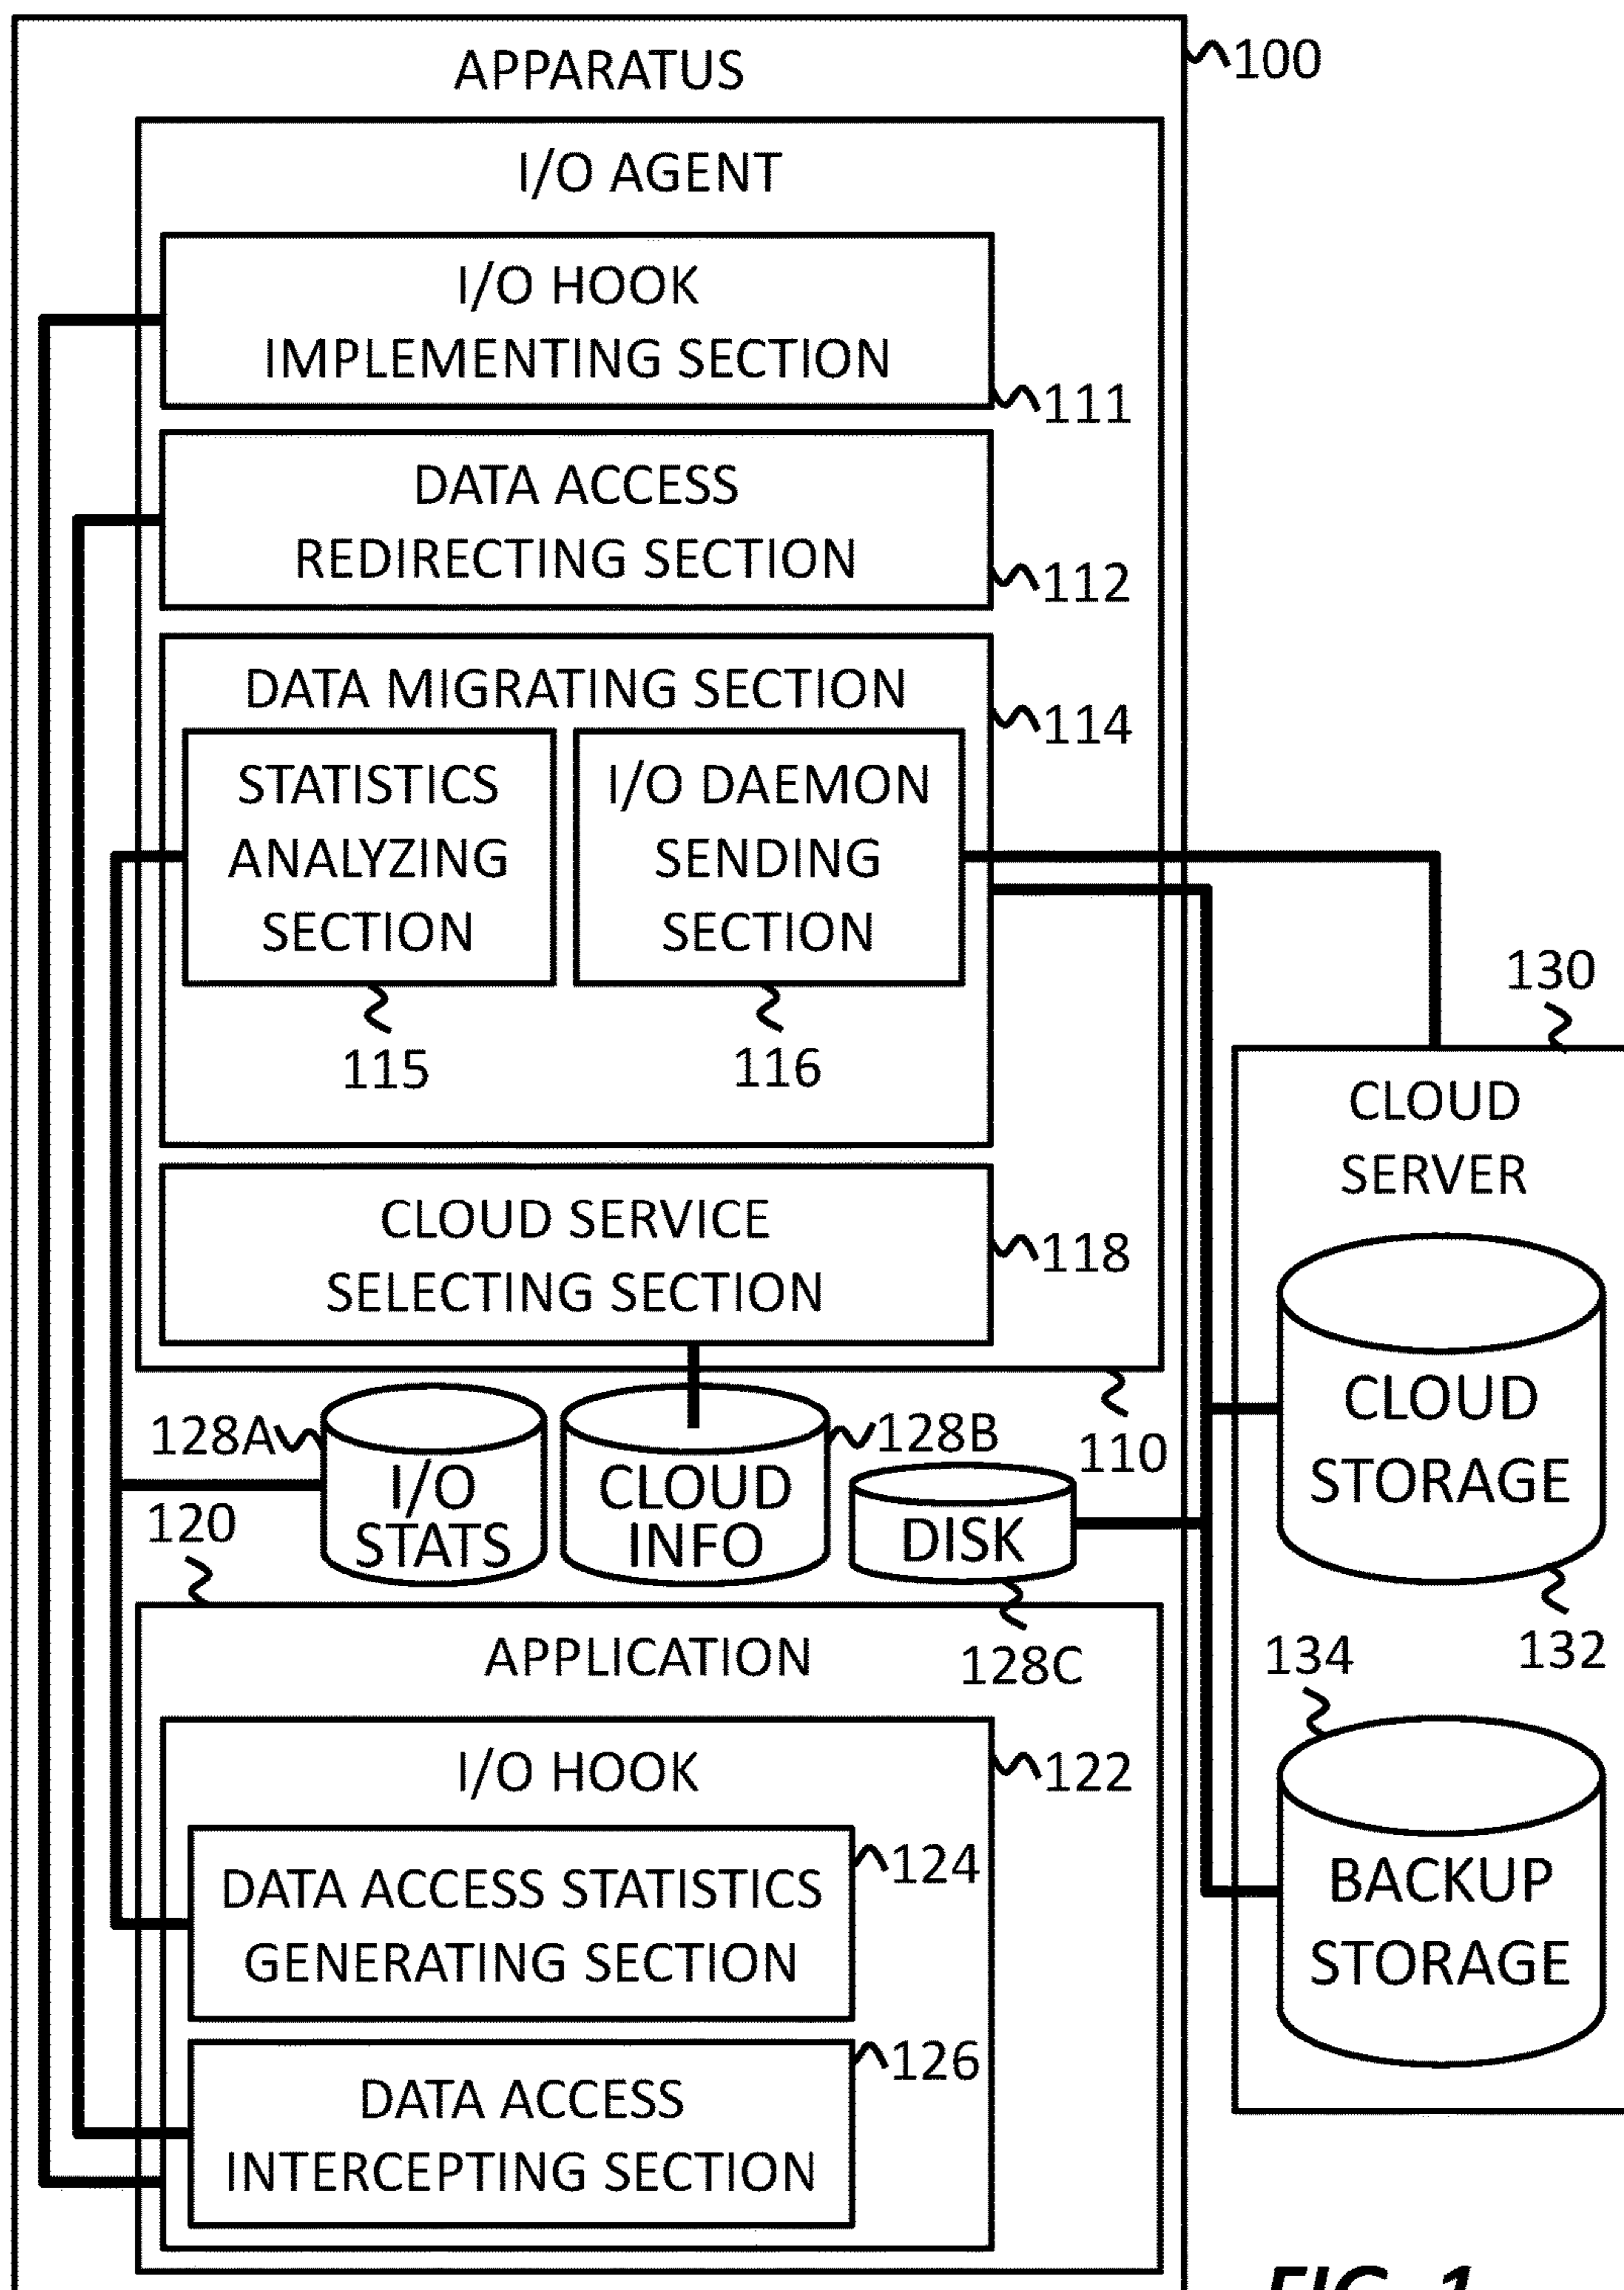 APPARATUS
100
I/O AGENT
I/O HOOK
IMPLEMENTING SECTION
111
DATA ACCESS
REDIRECTING SECTION
112
DATA MIGRATING SECTION
114
STATISTICS
ANALYZING
SECTION
115
I/O DAEMON
SENDING
SECTION
116
CLOUD SERVICE
SELECTING SECTION
118
110
128A
I/O
STATS
CLOUD
INFO
128B
DISK
128C
120
APPLICATION
I/O HOOK
122
DATA ACCESS STATISTICS
GENERATING SECTION
124
DATA ACCESS
INTERCEPTING SECTION
126
130
CLOUD
SERVER
CLOUD
STORAGE
132
134
BACKUP
STORAGE
FIG. 1